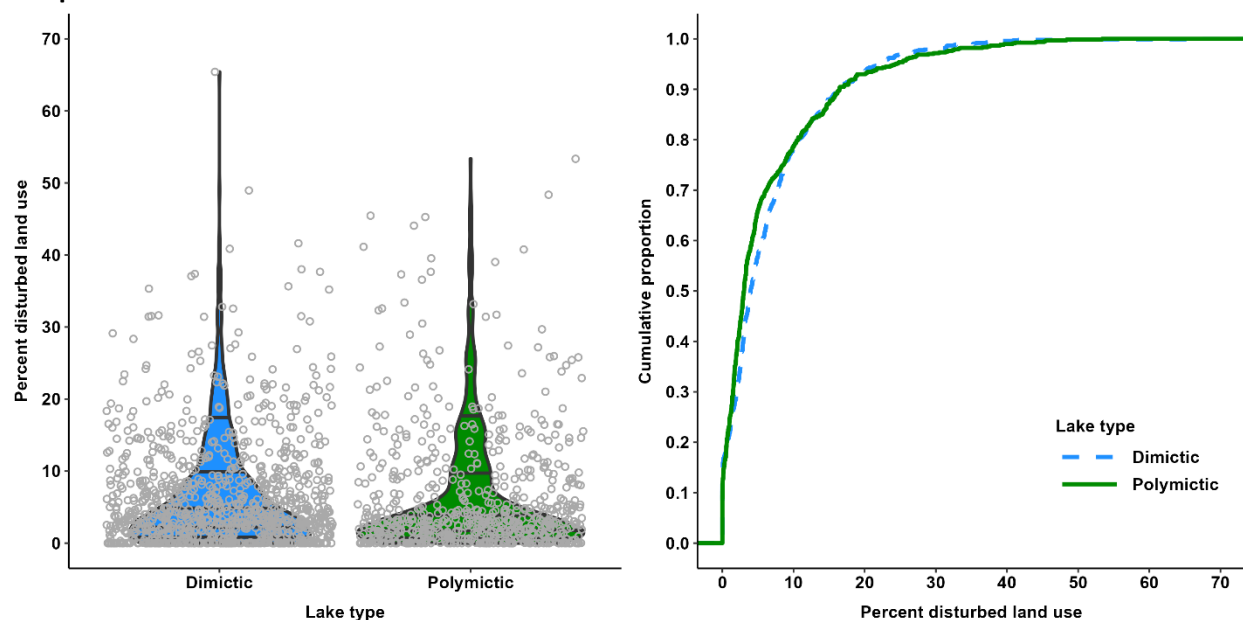 70
60
50
40
30
20
10
0
Percent disturbed land use
Dimictic Polymictic
Lake type
1.0
0.9
0.8
0.7
0.6
0.5
0.4
0.3
0.2
0.1
0.0
Cumulative proportion
Lake type
Dimictic
Polymictic
0 10 20 30 40 50 60 70
Percent disturbed land use